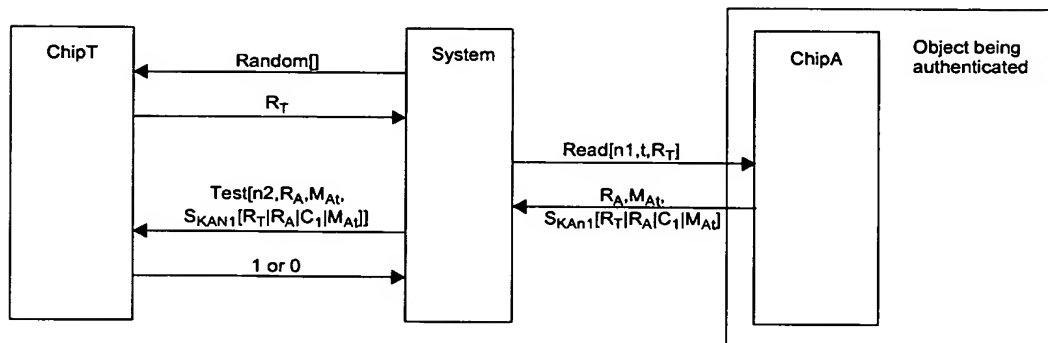 ChipT
System
ChipA
Object being
authenticated
Random[]
R_T
Read[n1,t,R_T]
Test[n2,R_A,M_At,
S_KAN1[R_T|R_A|C_1|M_At]]
R_A,M_At,
S_KAn1[R_T|R_A|C_1|M_At]
1 or 0